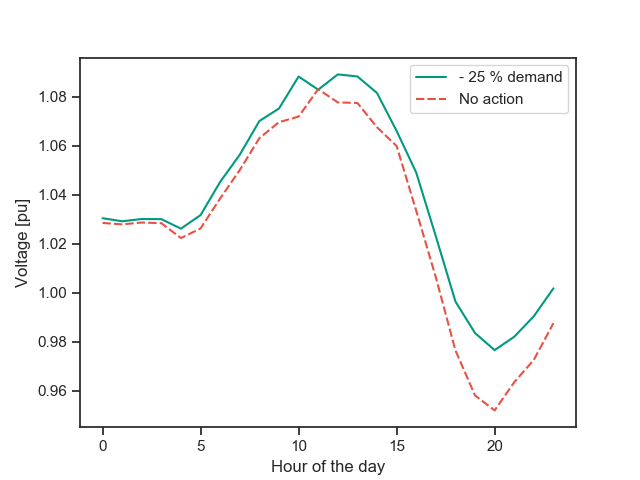 - 25 % demand
No action
1.08
1.06
1.04
1.02
1.00
0.98
0.96
Voltage [pu]
0 5 10 15 20
Hour of the day